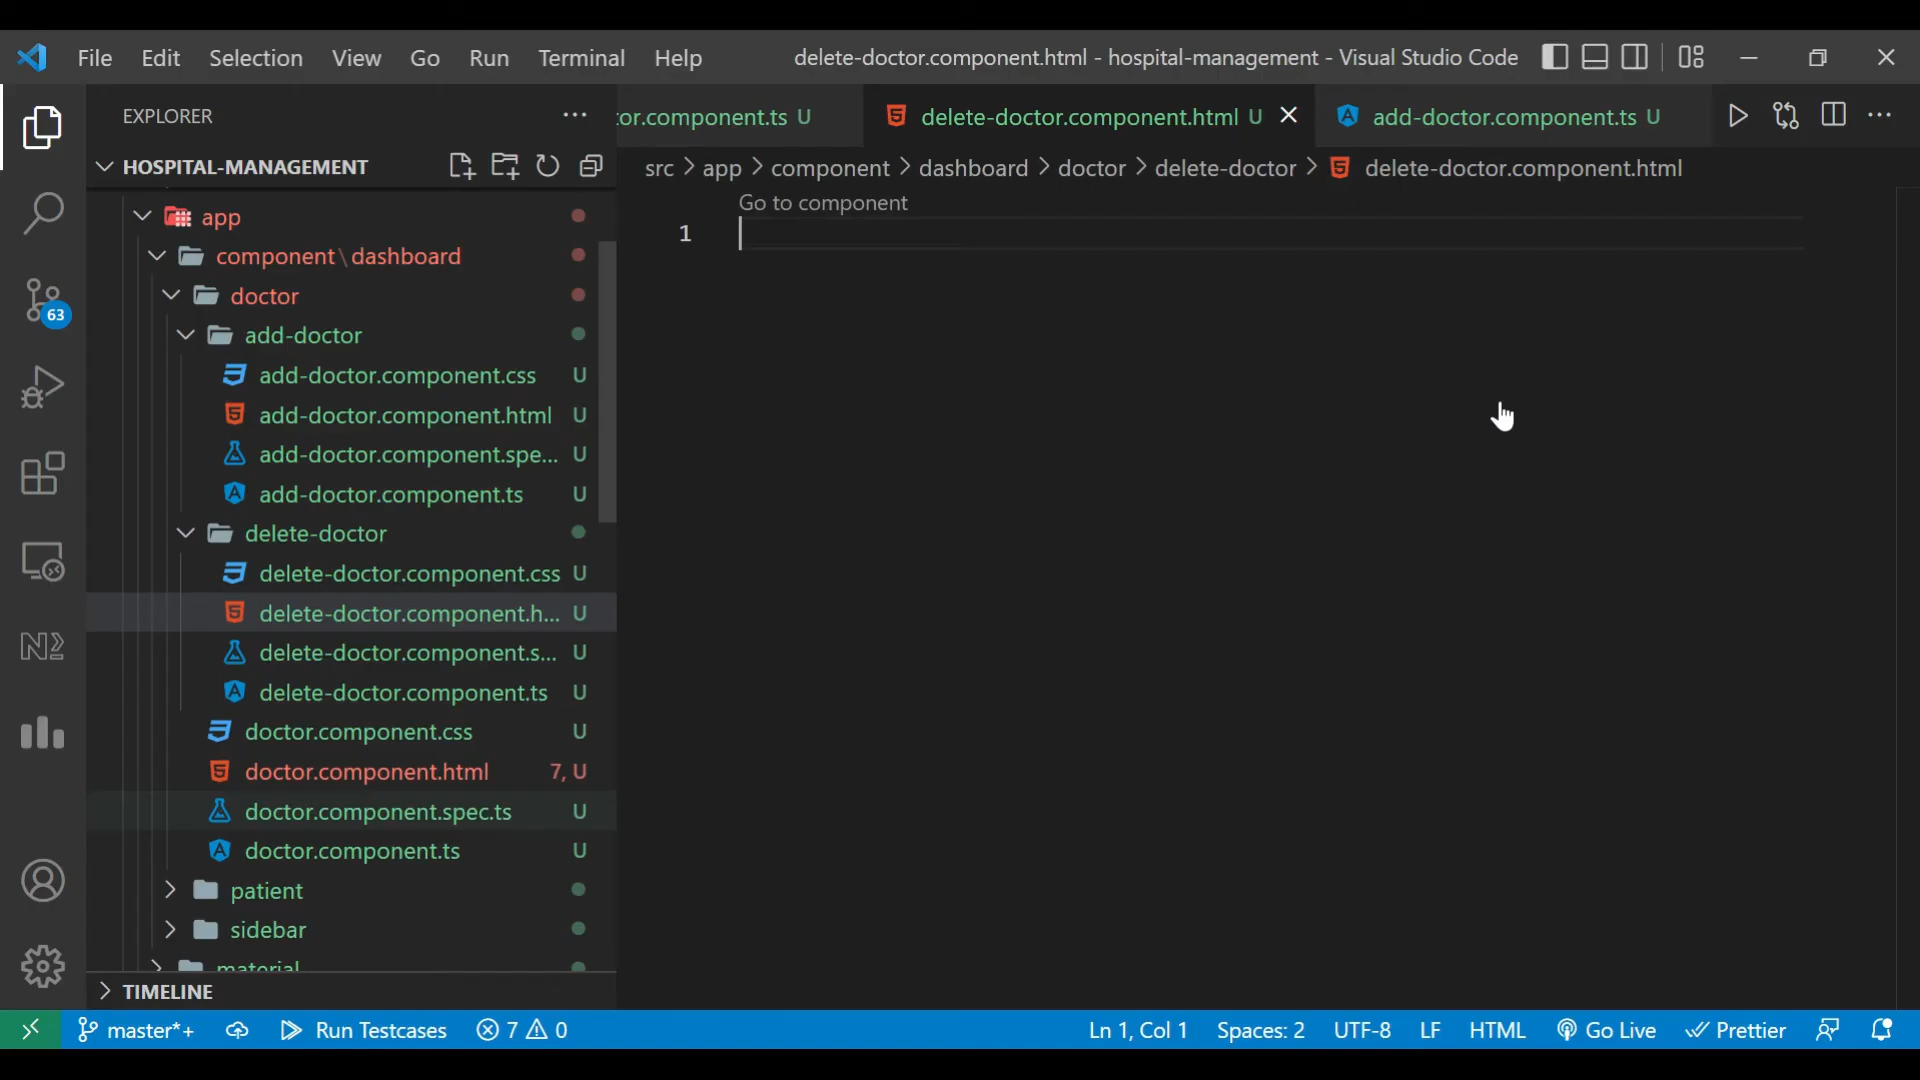 File Edit Selection View Go Run Terminal Help delete-doctor.component.html - hospital-management - Visual Studio Code
EXPLORER
or.component.ts U delete-doctor.component.html U add-doctor.component.ts U
HOSPITAL-MANAGEMENT
src > app > component > dashboard > doctor > delete-doctor > delete-doctor.component.html
Go to component
1
app
component\dashboard
doctor
add-doctor
add-doctor.component.css U
add-doctor.component.html U
add-doctor.component.spe... U
add-doctor.component.ts U
delete-doctor
delete-doctor.component.css U
delete-doctor.component.h... U
delete-doctor.component.s... U
delete-doctor.component.ts U
doctor.component.css U
doctor.component.html 7, U
doctor.component.spec.ts U
doctor.component.ts U
patient
sidebar
material
63
TIMELINE
master*+ Run Testcases 7 0 Ln 1, Col 1 Spaces: 2 UTF-8 LF HTML Go Live Prettier